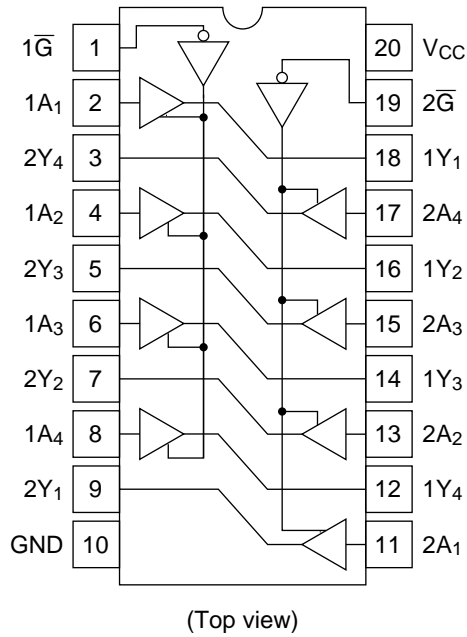 1G̅ 1 20 VCC
1A1 2 19 2G̅
2Y4 3 18 1Y1
1A2 4 17 2A4
2Y3 5 16 1Y2
1A3 6 15 2A3
2Y2 7 14 1Y3
1A4 8 13 2A2
2Y1 9 12 1Y4
GND 10 11 2A1
(Top view)